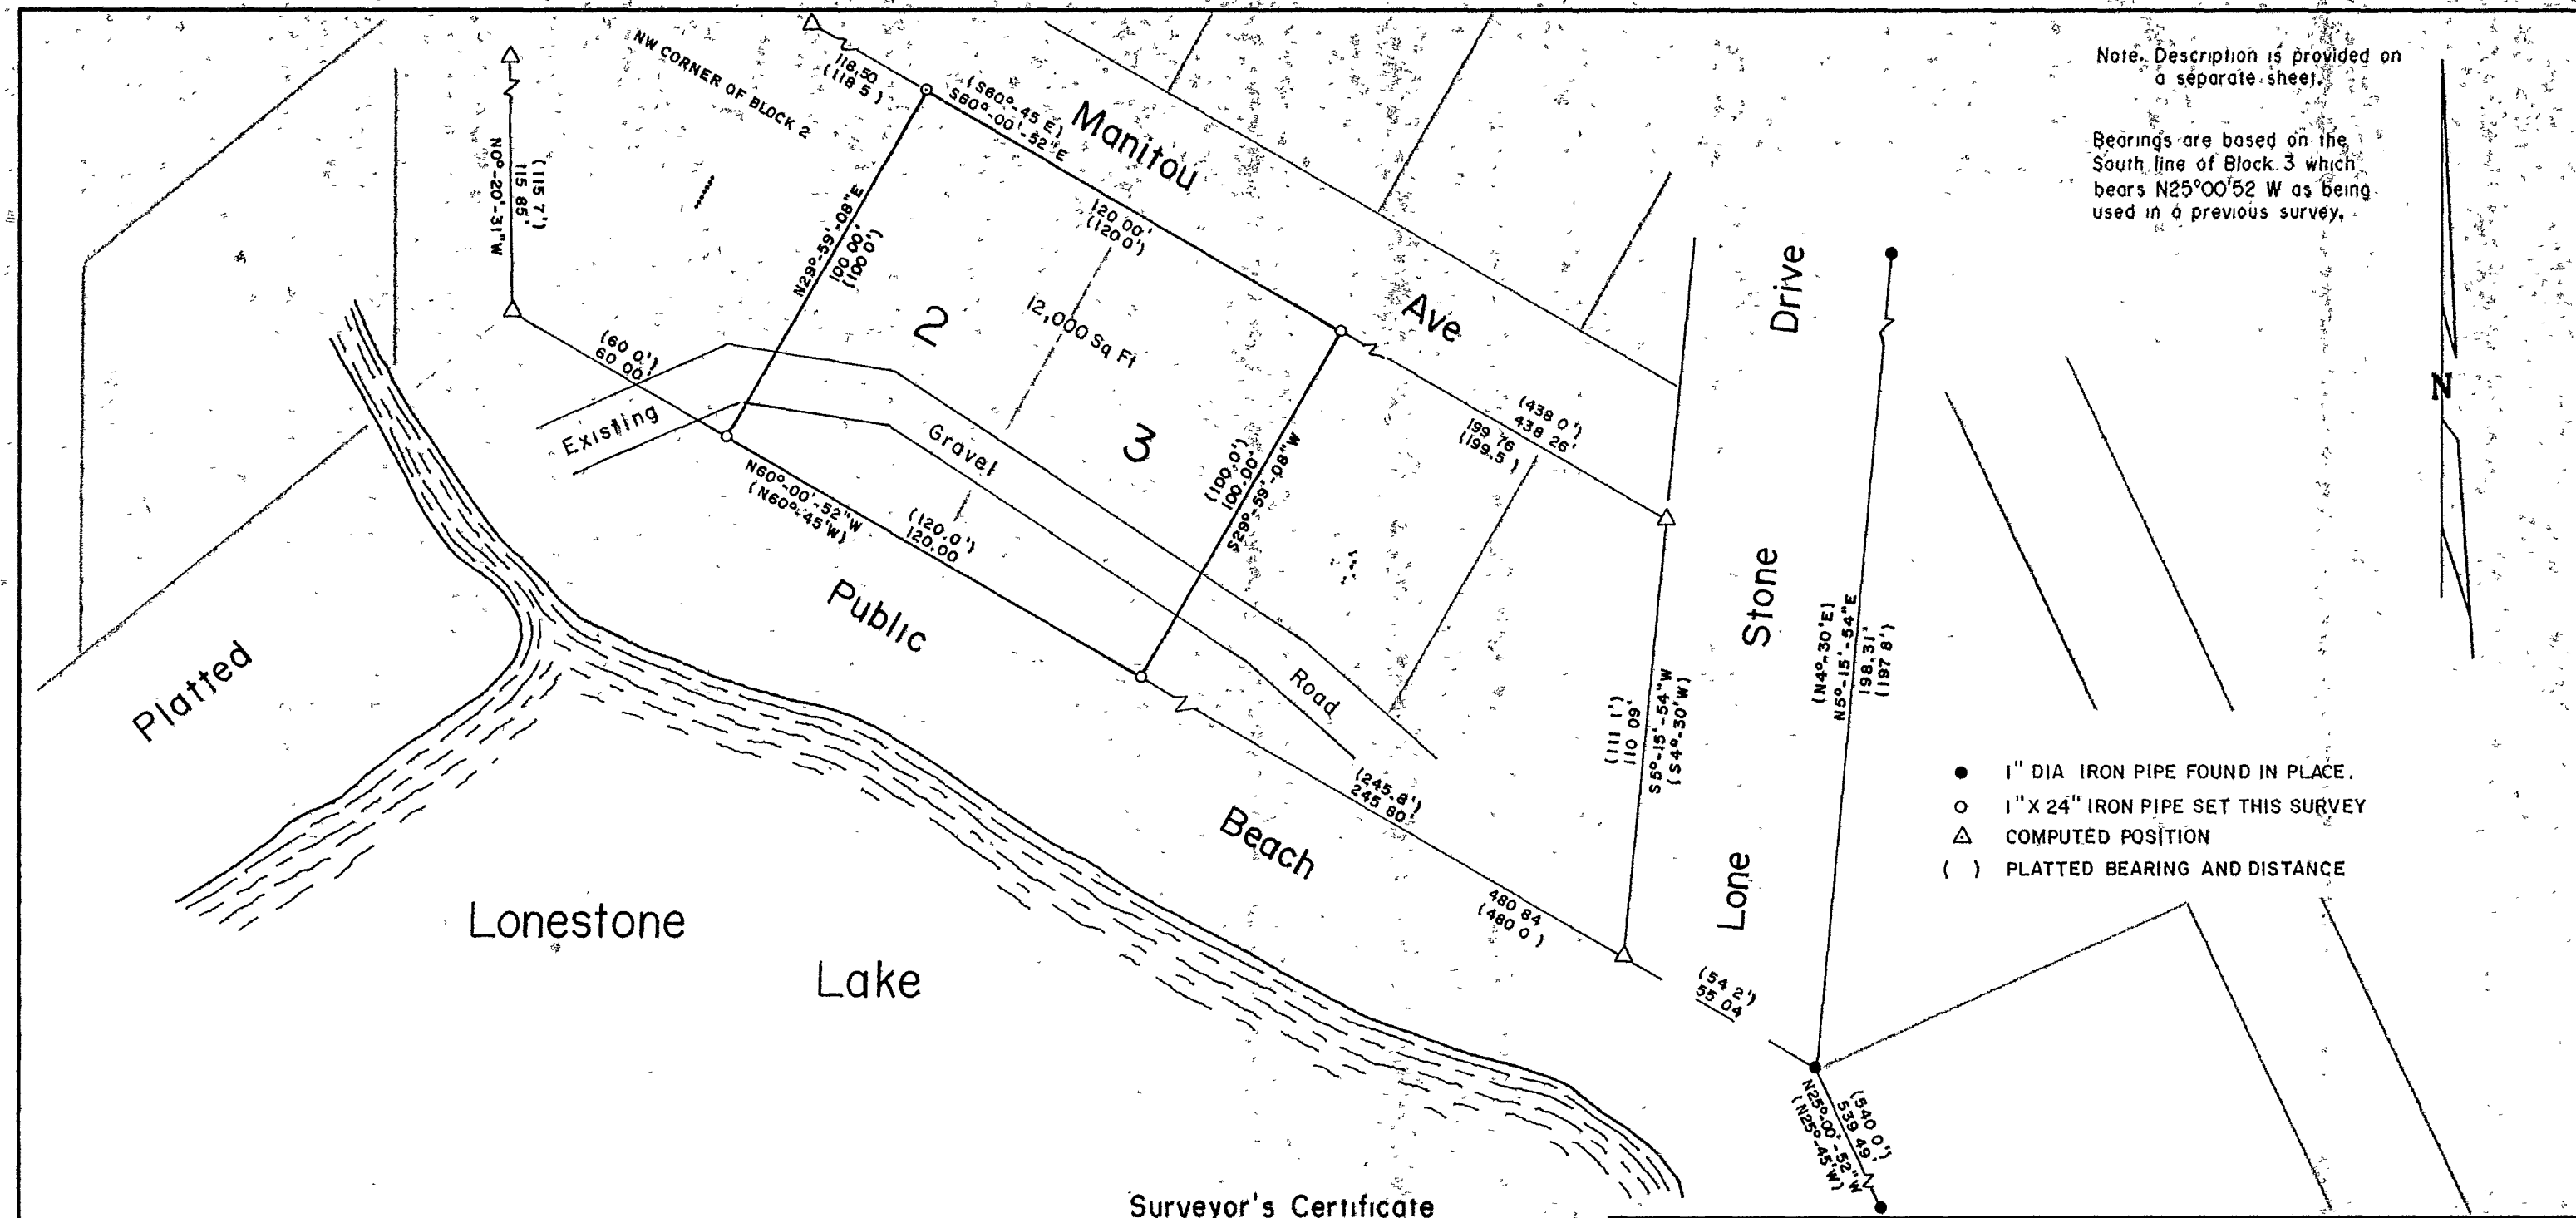 Note. Description is provided on
a separate sheet.
Bearings are based on the
South line of Block 3 which
bears N25°00'52 W as being
used in a previous survey.
N
NW CORNER OF BLOCK 2
118.50
(118 5)
(S60°-45 E)
S60°-00'-52"E
Manitou
Ave
120 00'
(120 0')
N0°-20'-31"W
115 85'
(115 7')
N29°-59'-08"E
100 00'
(100 0')
2
12,000 Sq Ft
3
(60 0')
60 00'
Existing
Gravel
Road
N60°-00'-52"W
(N60°-45'W)
(120.0')
120.00
(100.0')
100.00'
S29°-59'-08"W
(438 0')
438 26'
199 76
(199.5)
Drive
Stone
Lone
(N4°-30'E)
N5°-15'-54"E
198.31'
(197 8')
(111 1')
110 09'
S5°-15'-54"W
(S4°-30'W)
Platted
Public
Beach
(245.8')
245 80'
480 84
(480 0')
(54 2')
55 04
Lonestone
Lake
(540 0')
539 49'
N25°-00'-52"W
(N25°-45'W)
1" DIA IRON PIPE FOUND IN PLACE.
1" X 24" IRON PIPE SET THIS SURVEY
COMPUTED POSITION
( ) PLATTED BEARING AND DISTANCE
Surveyor's Certificate